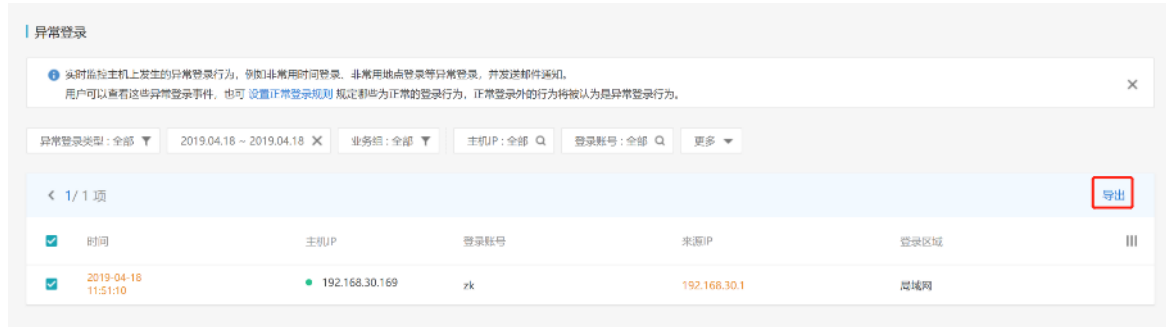 异常登录
实时监控主机上发生的异常登录行为，例如非常用时间登录、非常用地点登录等异常登录，并发送邮件通知。
用户可以查看这些异常登录事件，也可 设置正常登录规则 规定那些为正常的登录行为，正常登录外的行为将被认为是异常登录行为。
异常登录类型：全部 2019.04.18 ~ 2019.04.18 业务组：全部 主机IP：全部 登录账号：全部 更多
1/ 1 项 导出
时间 主机IP 登录账号 来源IP 登录区域
2019-04-18
11:51:10 192.168.30.169 zk 192.168.30.1 局域网